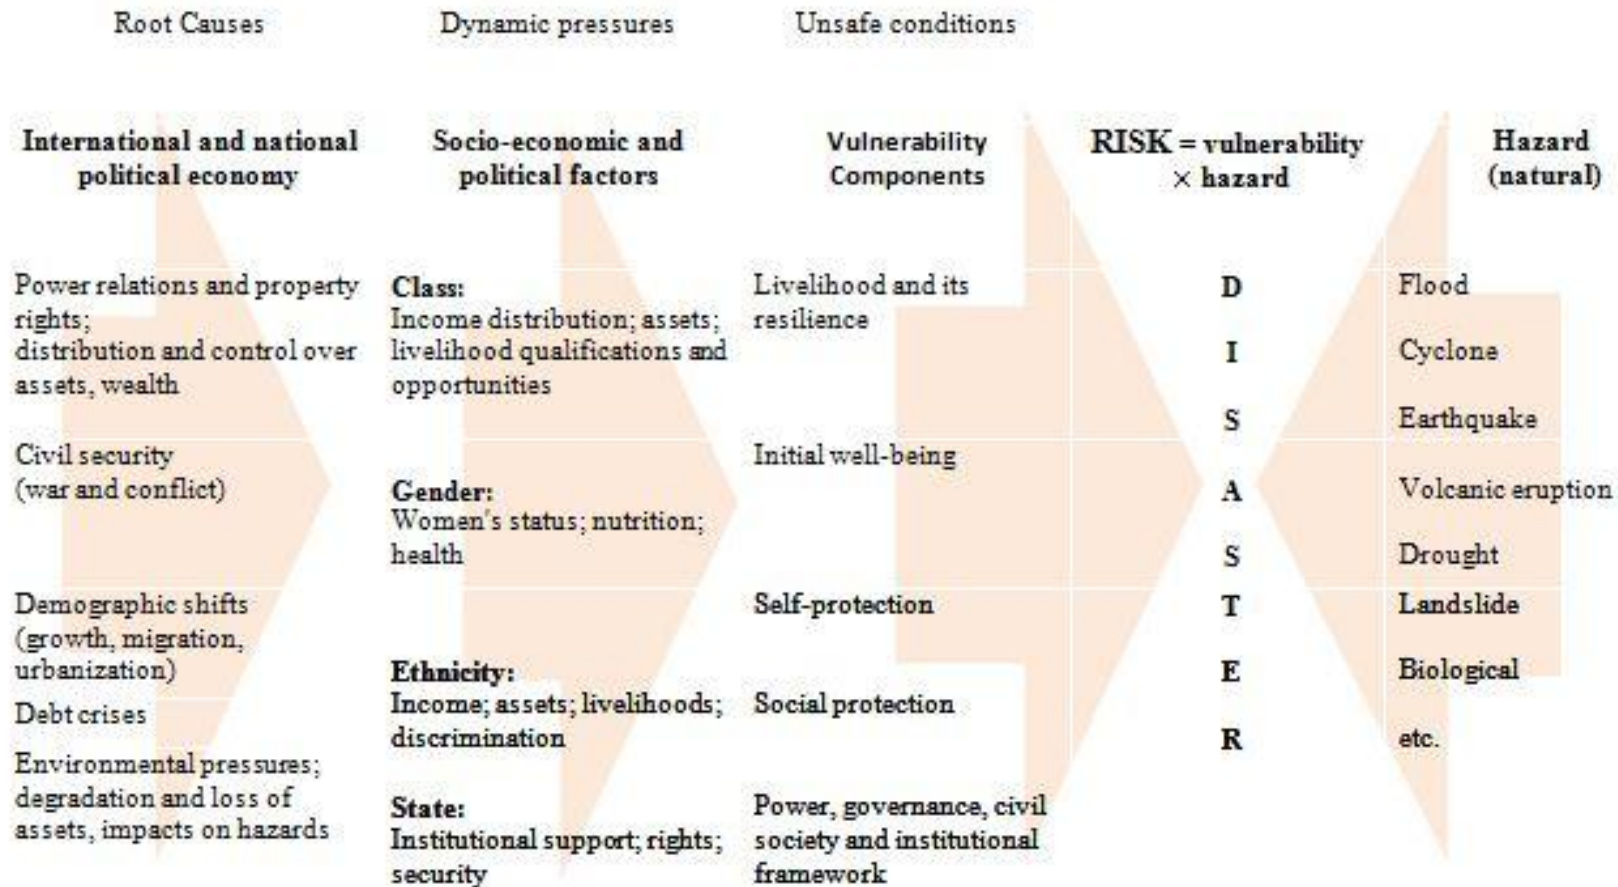 Root Causes
Dynamic pressures
Unsafe conditions
International and national
political economy
Socio-economic and
political factors
Vulnerability
Components
RISK = vulnerability
× hazard
Hazard
(natural)
Power relations and property
rights;
distribution and control over
assets, wealth
Civil security
(war and conflict)
Demographic shifts
(growth, migration,
urbanization)
Debt crises
Environmental pressures;
degradation and loss of
assets, impacts on hazards
Class:
Income distribution; assets;
livelihood qualifications and
opportunities
Gender:
Women's status; nutrition;
health
Ethnicity:
Income; assets; livelihoods;
discrimination
State:
Institutional support; rights;
security
Livelihood and its
resilience
Initial well-being
Self-protection
Social protection
Power, governance, civil
society and institutional
framework
D
I
S
A
S
T
E
R
Flood
Cyclone
Earthquake
Volcanic eruption
Drought
Landslide
Biological
etc.